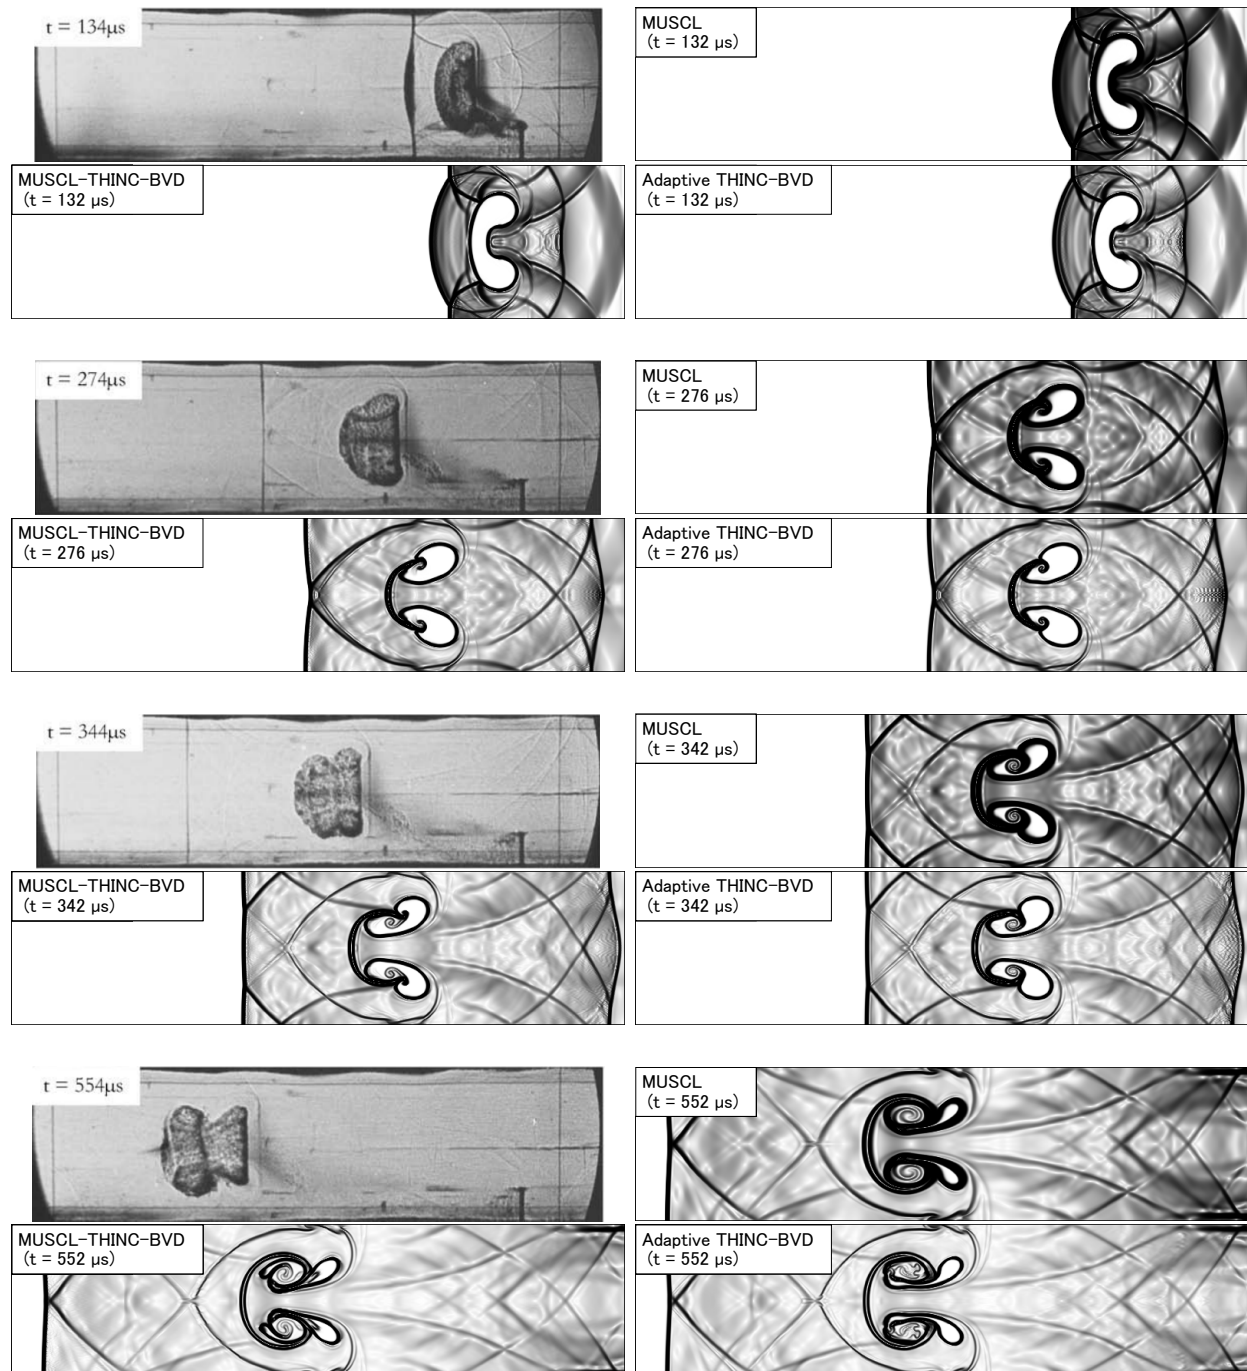 t = 134μs
MUSCL
(t = 132 μs)
MUSCL-THINC-BVD
(t = 132 μs)
Adaptive THINC-BVD
(t = 132 μs)
t = 274μs
MUSCL
(t = 276 μs)
MUSCL-THINC-BVD
(t = 276 μs)
Adaptive THINC-BVD
(t = 276 μs)
t = 344μs
MUSCL
(t = 342 μs)
MUSCL-THINC-BVD
(t = 342 μs)
Adaptive THINC-BVD
(t = 342 μs)
t = 554μs
MUSCL
(t = 552 μs)
MUSCL-THINC-BVD
(t = 552 μs)
Adaptive THINC-BVD
(t = 552 μs)